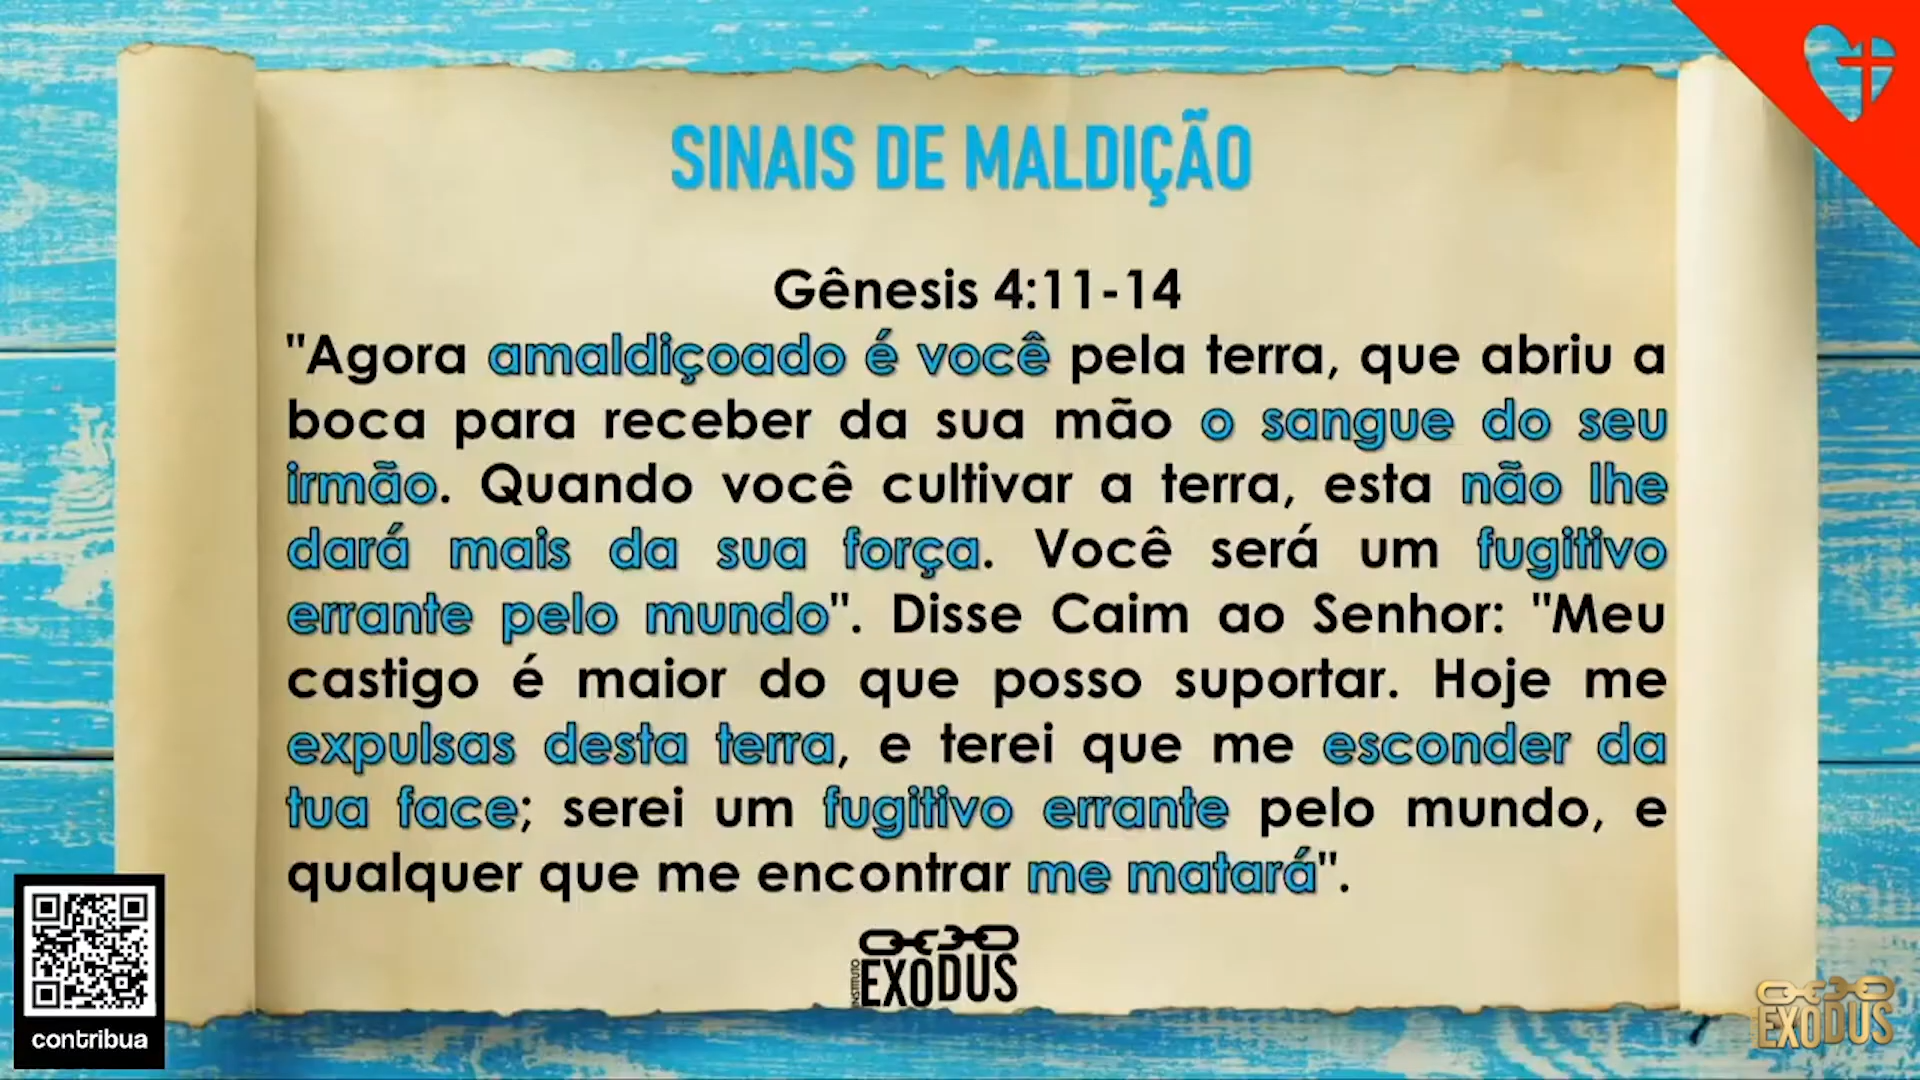 SINAIS DE MALDIÇÃO
Gênesis 4:11-14
"Agora amaldiçoado é você pela terra, que abriu a
boca para receber da sua mão o sangue do seu
irmão. Quando você cultivar a terra, esta não lhe
dará mais da sua força. Você será um fugitivo
errante pelo mundo". Disse Caim ao Senhor: "Meu
castigo é maior do que posso suportar. Hoje me
expulsas desta terra, e terei que me esconder da
tua face; serei um fugitivo errante pelo mundo, e
qualquer que me encontrar me matará".
INSTITUTO
EXODUS
contribua
EXODUS